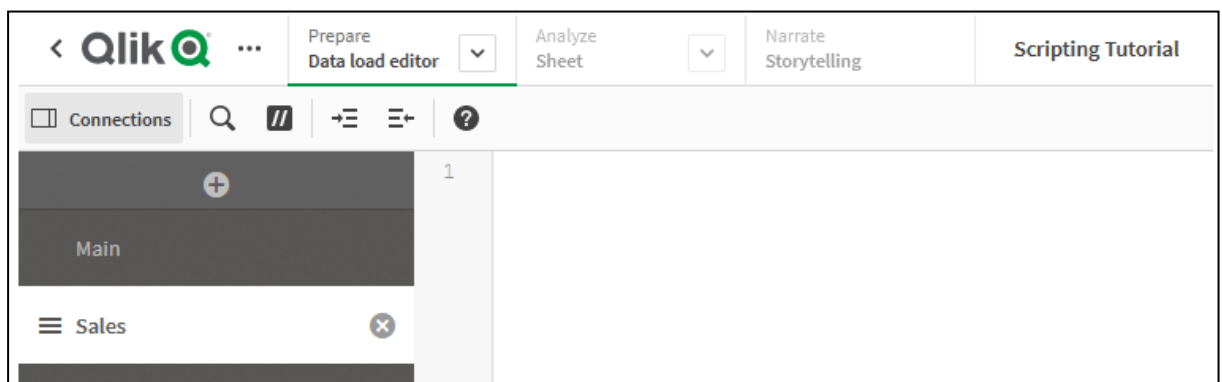 Qlik
Prepare
Data load editor
Analyze
Sheet
Narrate
Storytelling
Scripting Tutorial
Connections
//
?
1
Main
Sales